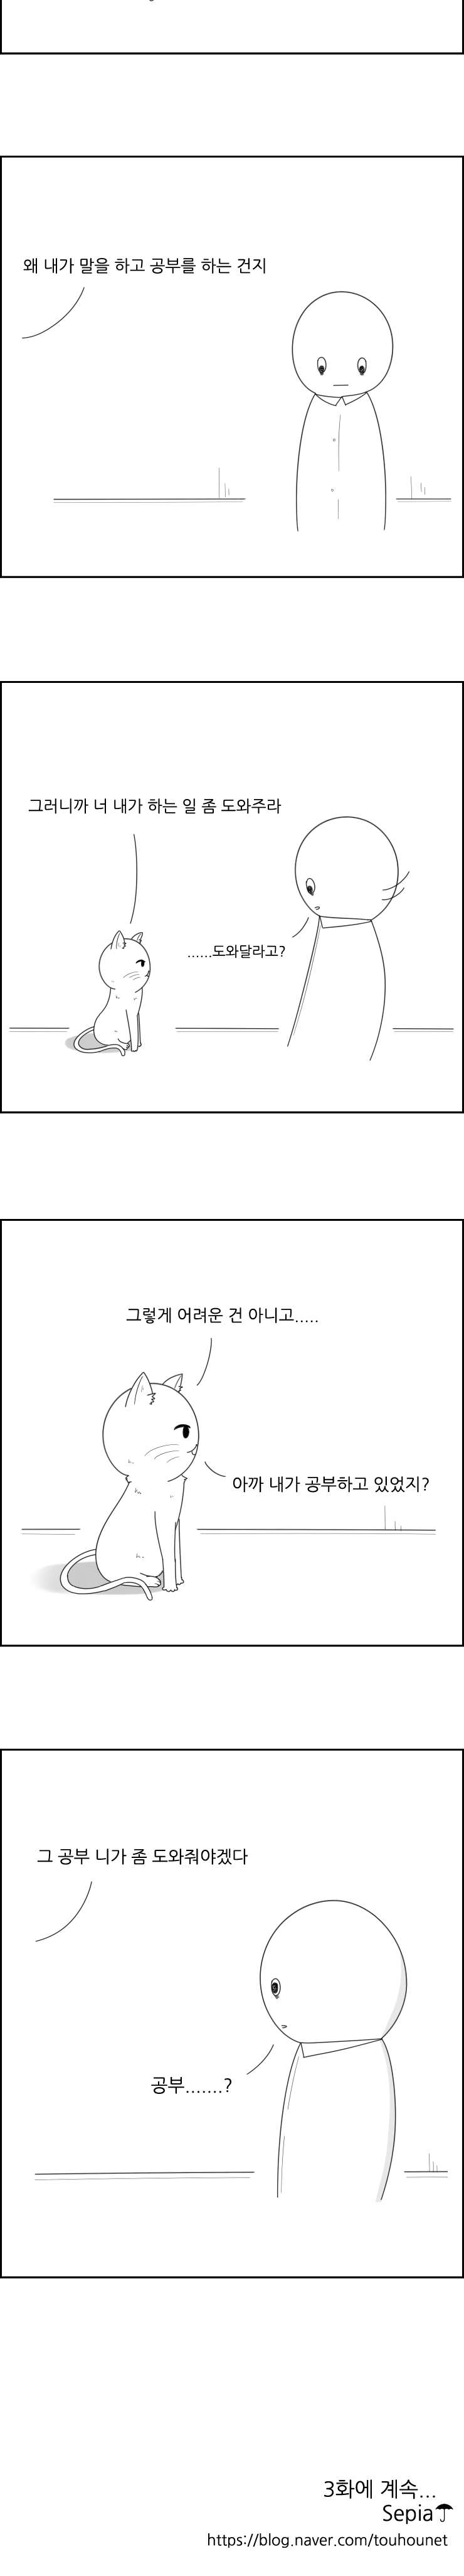 왜 내가 말을 하고 공부를 하는 건지
그러니까 너 내가 하는 일 좀 도와주라
......도와달라고?
그렇게 어려운 건 아니고.....
아까 내가 공부하고 있었지?
그 공부 니가 좀 도와줘야겠다
공부.......?
3화에 계속...
Sepia☂
https://blog.naver.com/touhounet